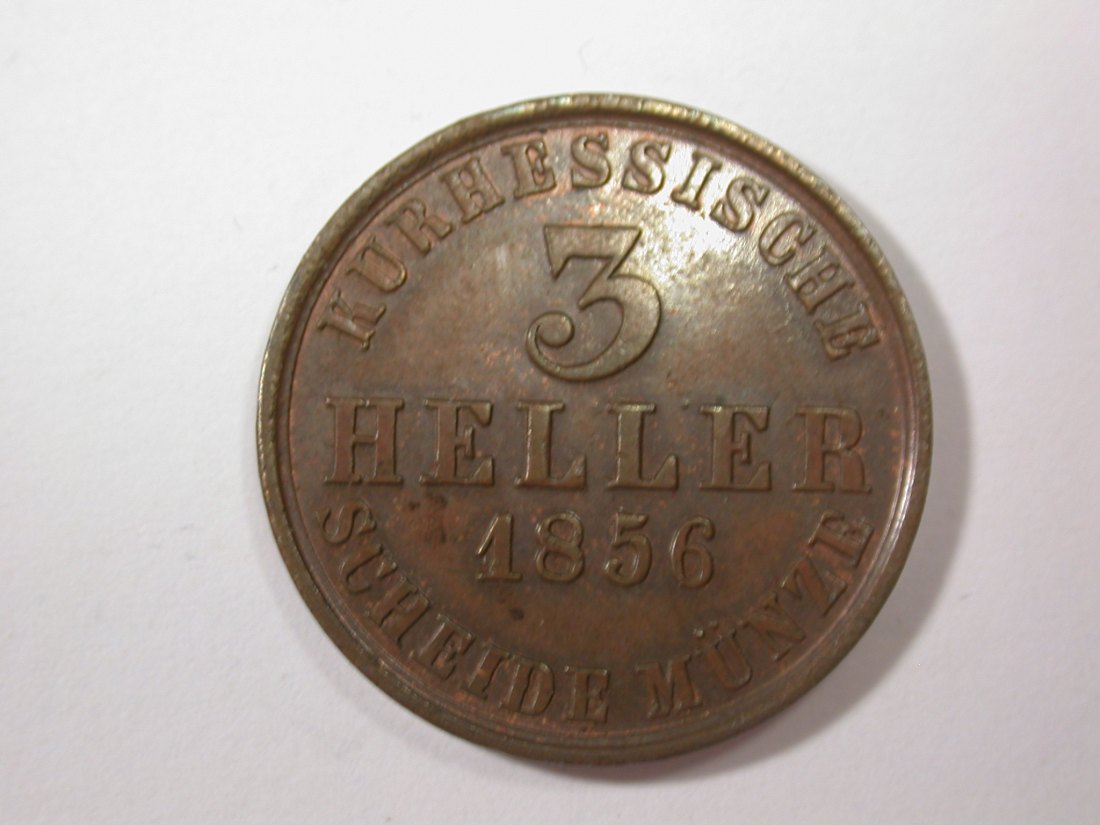 KURHESSISCHE
3
HELLER
1856
SCHEIDE MÜNZE